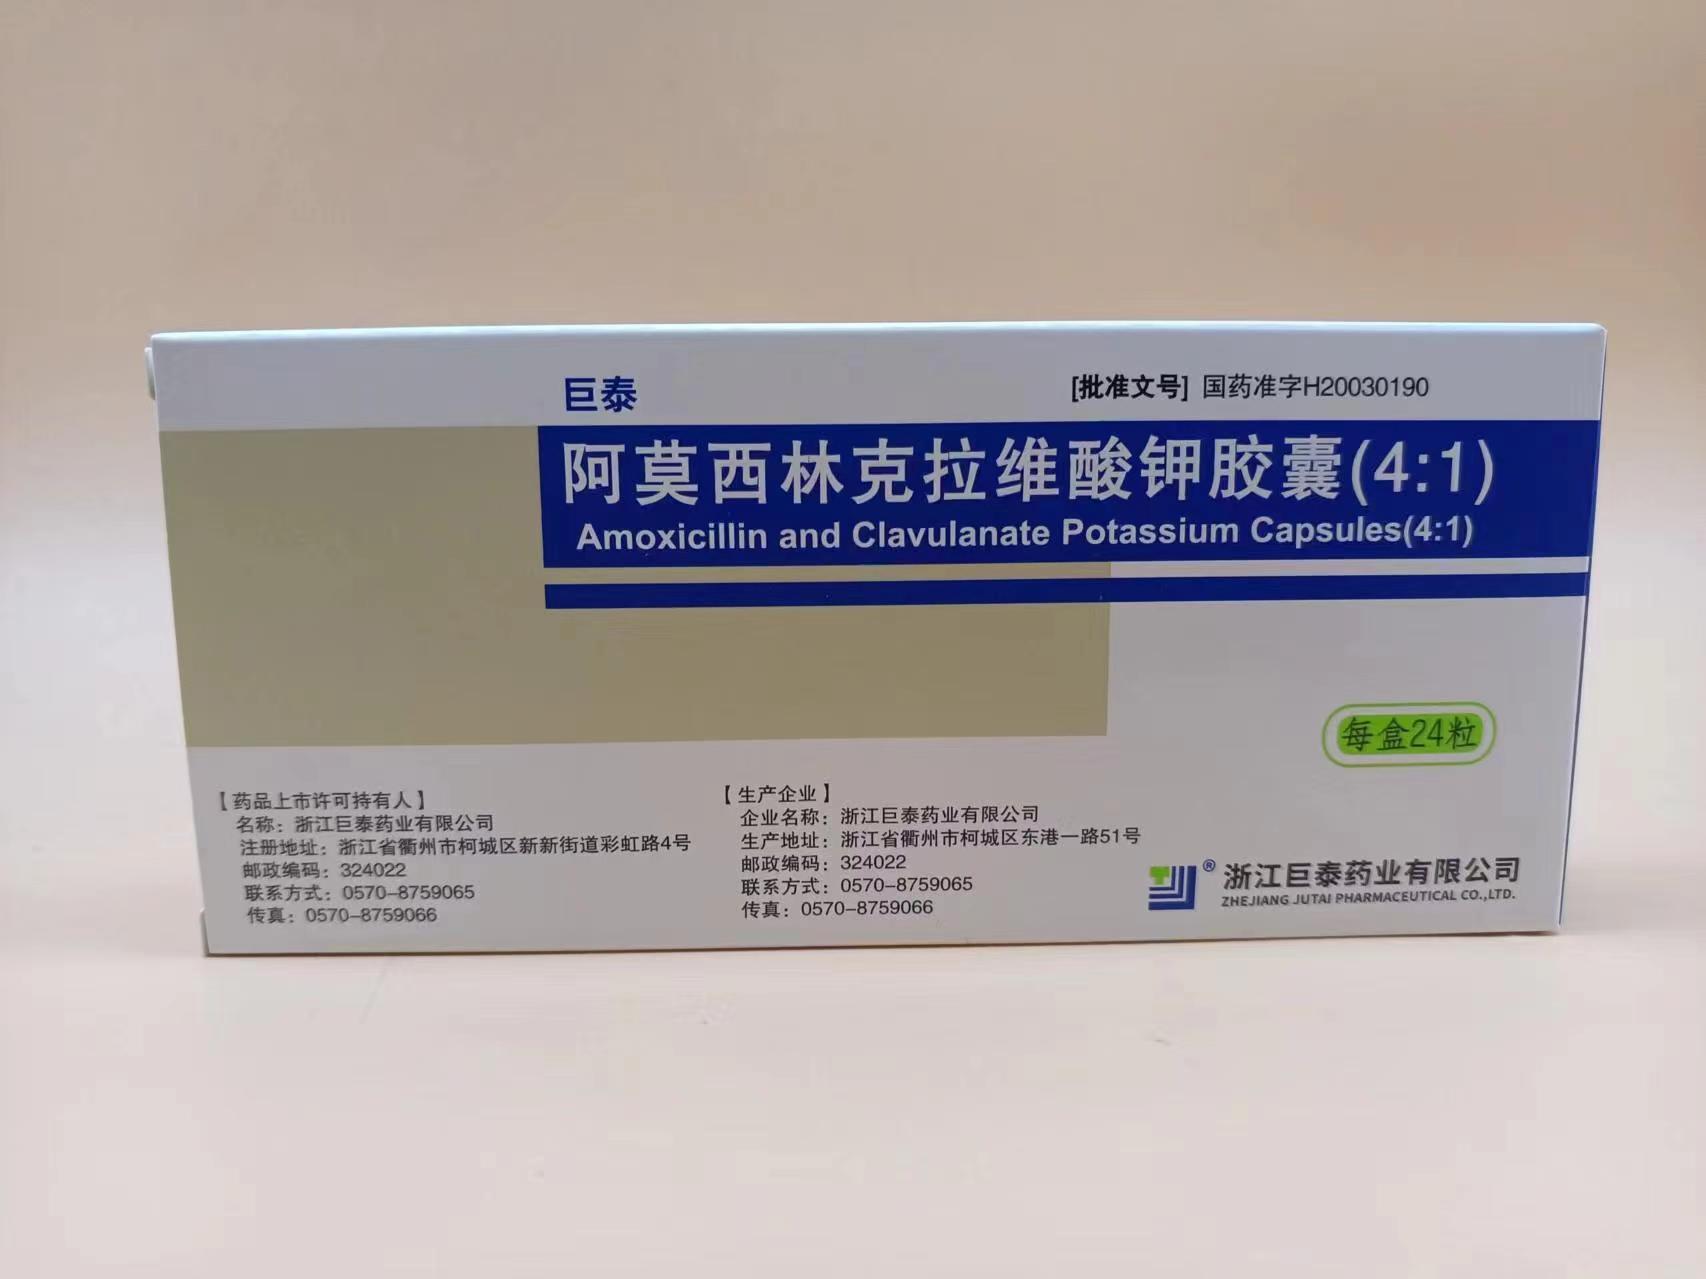 巨泰
[批准文号] 国药准字H20030190
阿莫西林克拉维酸钾胶囊(4:1)
Amoxicillin and Clavulanate Potassium Capsules(4:1)
每盒24粒
【药品上市许可持有人】
名称：浙江巨泰药业有限公司
注册地址：浙江省衢州市柯城区新新街道彩虹路4号
邮政编码：324022
联系方式：0570-8759065
传真：0570-8759066
【生产企业】
企业名称：浙江巨泰药业有限公司
生产地址：浙江省衢州市柯城区东港一路51号
邮政编码：324022
联系方式：0570-8759065
传真：0570-8759066
® 浙江巨泰药业有限公司
ZHEJIANG JUTAI PHARMACEUTICAL CO.,LTD.